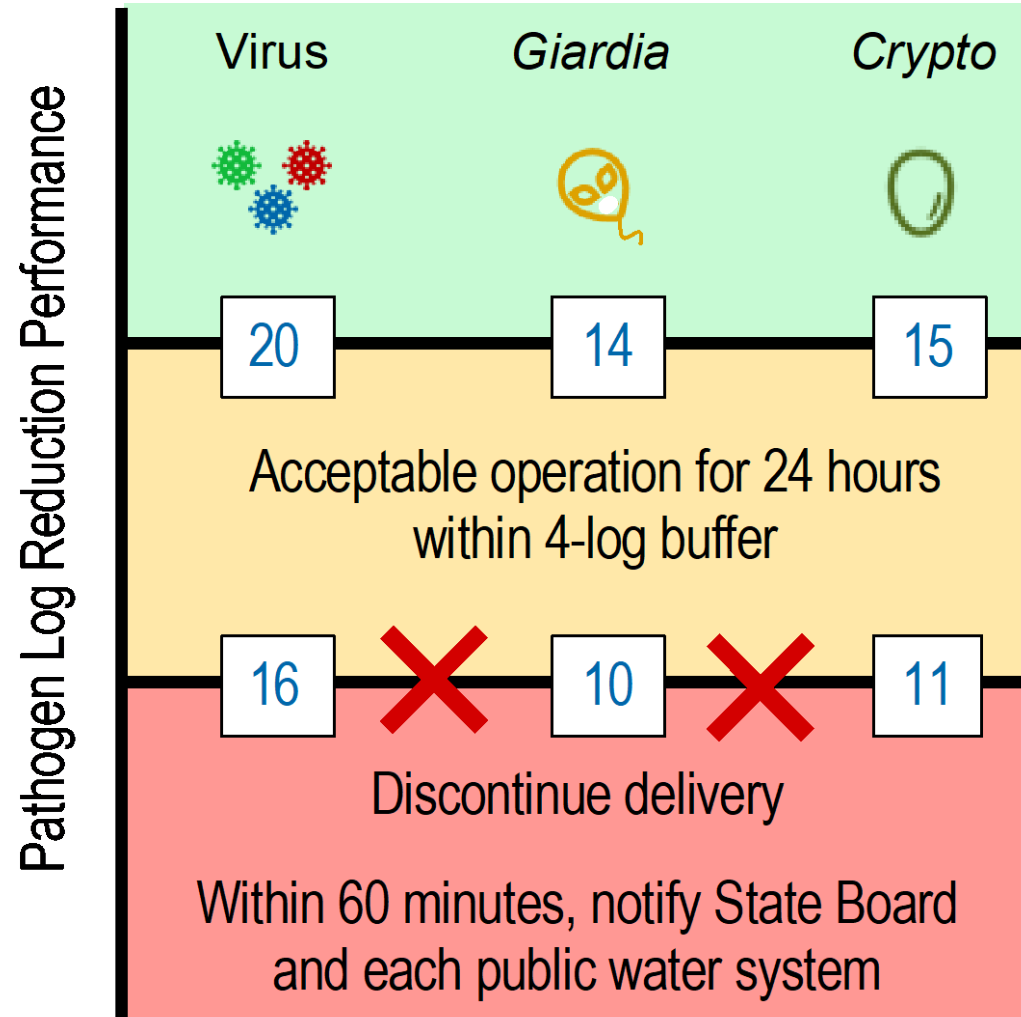 Pathogen Log Reduction Performance
Virus Giardia Crypto
20 14 15
Acceptable operation for 24 hours
within 4-log buffer
16 10 11
Discontinue delivery
Within 60 minutes, notify State Board
and each public water system